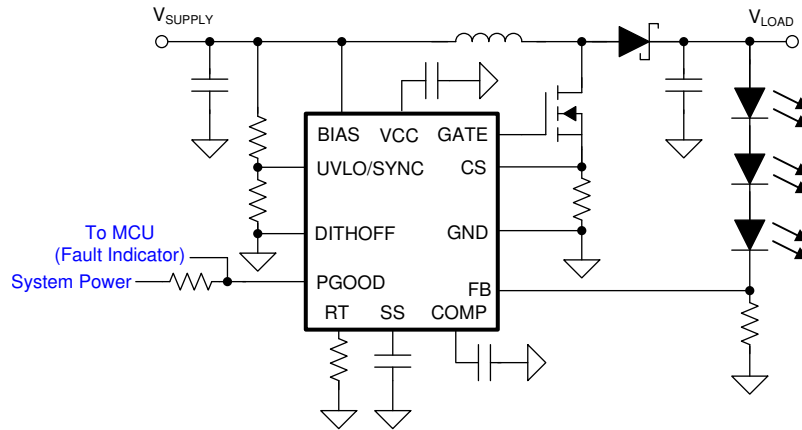 VSUPPLY
VLOAD
BIAS VCC GATE
UVLO/SYNC CS
DITHOFF GND
To MCU
(Fault Indicator)
System Power
PGOOD FB
RT SS COMP